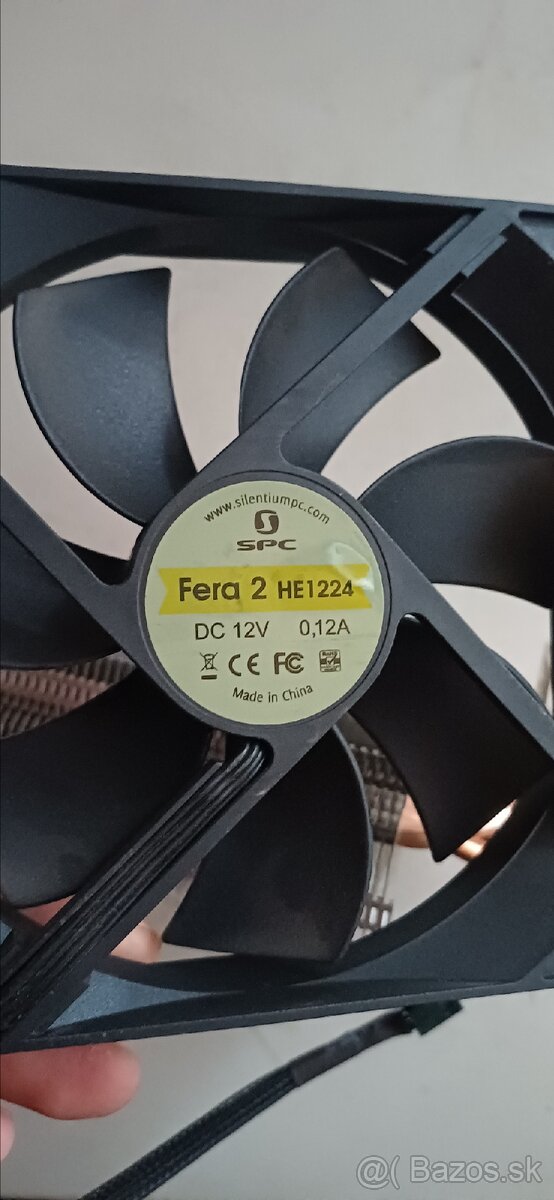 www.silentiumpc.com
SPC
Fera 2 HE1224
DC 12V 0,12A
CE FC
Made in China
@( Bazos.sk